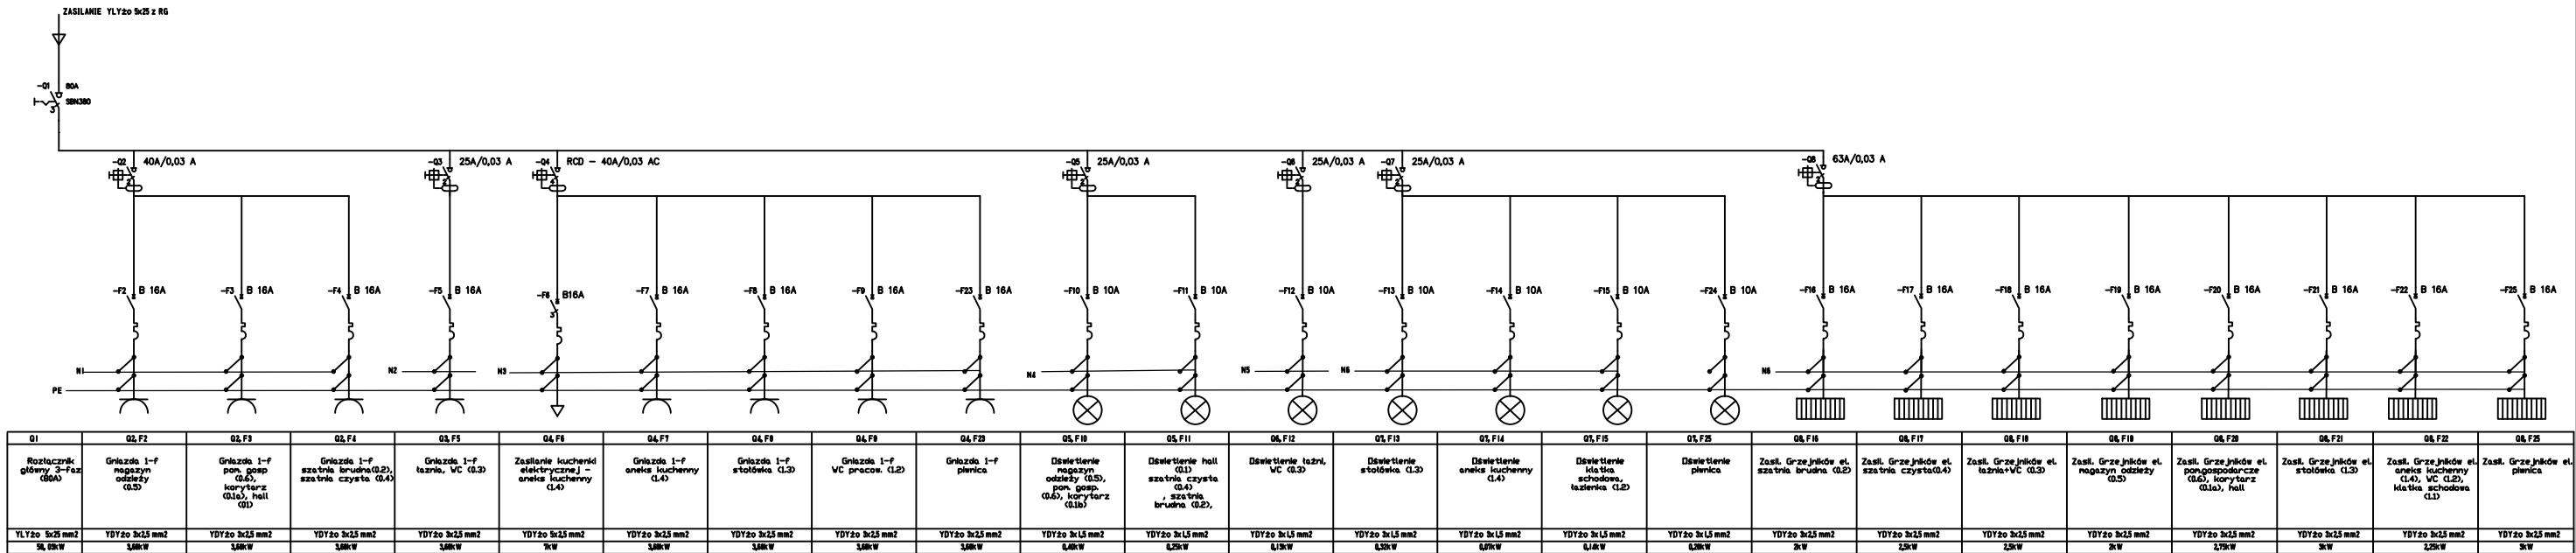 ZASILANIE YLYżo 5x25 z RG
-Q1 80A
SBN380
3
-Q2 40A/0,03 A
-Q3 25A/0,03 A
-Q4 RCD - 40A/0,03 AC
-Q5 25A/0,03 A
-Q6 25A/0,03 A
-Q7 25A/0,03 A
-Q8 63A/0,03 A
-F2 B 16A
-F3 B 16A
-F4 B 16A
-F5 B 16A
-F6 B16A
3
-F7 B 16A
-F8 B 16A
-F9 B 16A
-F23 B 16A
-F10 B 10A
-F11 B 10A
-F12 B 10A
-F13 B 10A
-F14 B 10A
-F15 B 10A
-F24 B 10A
-F16 B 16A
-F17 B 16A
-F18 B 16A
-F19 B 16A
-F20 B 16A
-F21 B 16A
-F22 B 16A
-F25 B 16A
N1
N2
N3
N4
N5
N6
N6
PE
Q1
Rozłącznik
główny 3-faz
(80A)
YLYżo 5x25 mm2
Q2, F2
Gniazda 1-f
magazyn
odzieży
(0.5)
YDYżo 3x2,5 mm2
3,68kW
Q2, F3
Gniazda 1-f
pom. gosp
(0.6),
korytarz
(0.1a), hall
(01)
YDYżo 3x2,5 mm2
3,68kW
Q2, F4
Gniazda 1-f
szatnia brudna(0.2),
szatnia czysta (0.4)
YDYżo 3x2,5 mm2
3,68kW
Q3, F5
Gniazda 1-f
łaznia, WC (0.3)
YDYżo 3x2,5 mm2
3,68kW
Q4, F6
Zasilanie kuchenki
elektrycznej -
aneks kuchenny
(1.4)
YDYżo 5x2,5 mm2
7kW
Q4, F7
Gniazda 1-f
aneks kuchenny
(1.4)
YDYżo 3x2,5 mm2
3,68kW
Q4, F8
Gniazda 1-f
stołówka (1.3)
YDYżo 3x2,5 mm2
3,68kW
Q4, F9
Gniazda 1-f
WC pracow. (1.2)
YDYżo 3x2,5 mm2
3,68kW
Q4, F23
Gniazda 1-f
piwnica
YDYżo 3x2,5 mm2
3,68kW
Q5, F10
Oświetlenie
magazyn
odzieży (0.5),
pom. gosp.
(0.6), korytarz
(0.1b)
YDYżo 3x1,5 mm2
0,40kW
Q5, F11
Oświetlenie hall
(0.1)
szatnia czysta
(0.4)
, szatnia
brudna (0.2),
YDYżo 3x1,5 mm2
0,25kW
Q6, F12
Oświetlenie łaźni,
WC (0.3)
YDYżo 3x1,5 mm2
0,13kW
Q7, F13
Oświetlenie
stołówka (1.3)
YDYżo 3x1,5 mm2
0,32kW
Q7, F14
Oświetlenie
aneks kuchenny
(1.4)
YDYżo 3x1,5 mm2
0,07kW
Q7, F15
Oświetlenie
klatka
schodowa,
łazienka (1.2)
YDYżo 3x1,5 mm2
0,14kW
Q7, F25
Oświetlenie
piwnica
YDYżo 3x1,5 mm2
0,28kW
Q8, F16
Zasil. Grzejników el.
szatnia brudna (0.2)
YDYżo 3x2,5 mm2
2kW
Q8, F17
Zasil. Grzejników el.
szatnia czysta(0.4)
YDYżo 3x2,5 mm2
2,5kW
Q8, F18
Zasil. Grzejników el.
łaźnia+WC (0.3)
YDYżo 3x2,5 mm2
2,5kW
Q8, F19
Zasil. Grzejników el.
magazyn odzieży
(0.5)
YDYżo 3x2,5 mm2
2kW
Q8, F20
Zasil. Grzejników el.
pom.gospodarcze
(0.6), korytarz
(0.1a), hall
YDYżo 3x2,5 mm2
2,75kW
Q8, F21
Zasil. Grzejników el.
stołówka (1.3)
YDYżo 3x2,5 mm2
3kW
Q8, F22
Zasil. Grzejników el.
aneks kuchenny
(1.4), WC (1.2),
klatka schodowa
(1.1)
YDYżo 3x2,5 mm2
2,25kW
Q8, F25
Zasil. Grzejników el.
piwnica
YDYżo 3x2,5 mm2